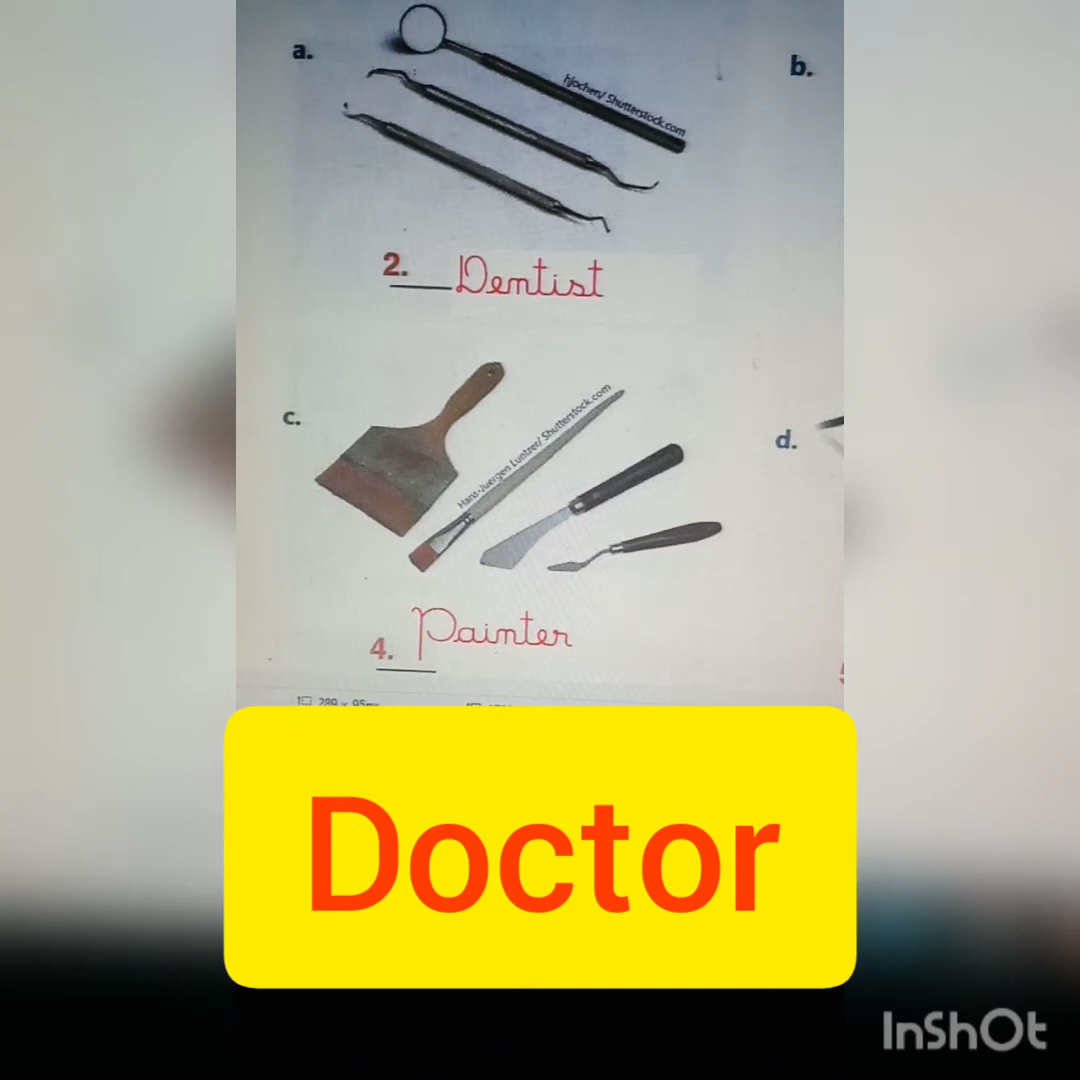 a.
b.
hjochen/ Shutterstock.com
2. Dentist
c.
Hans-Juergen Luntzer/ Shutterstock.com
d.
4. Painter
Doctor
InShOt